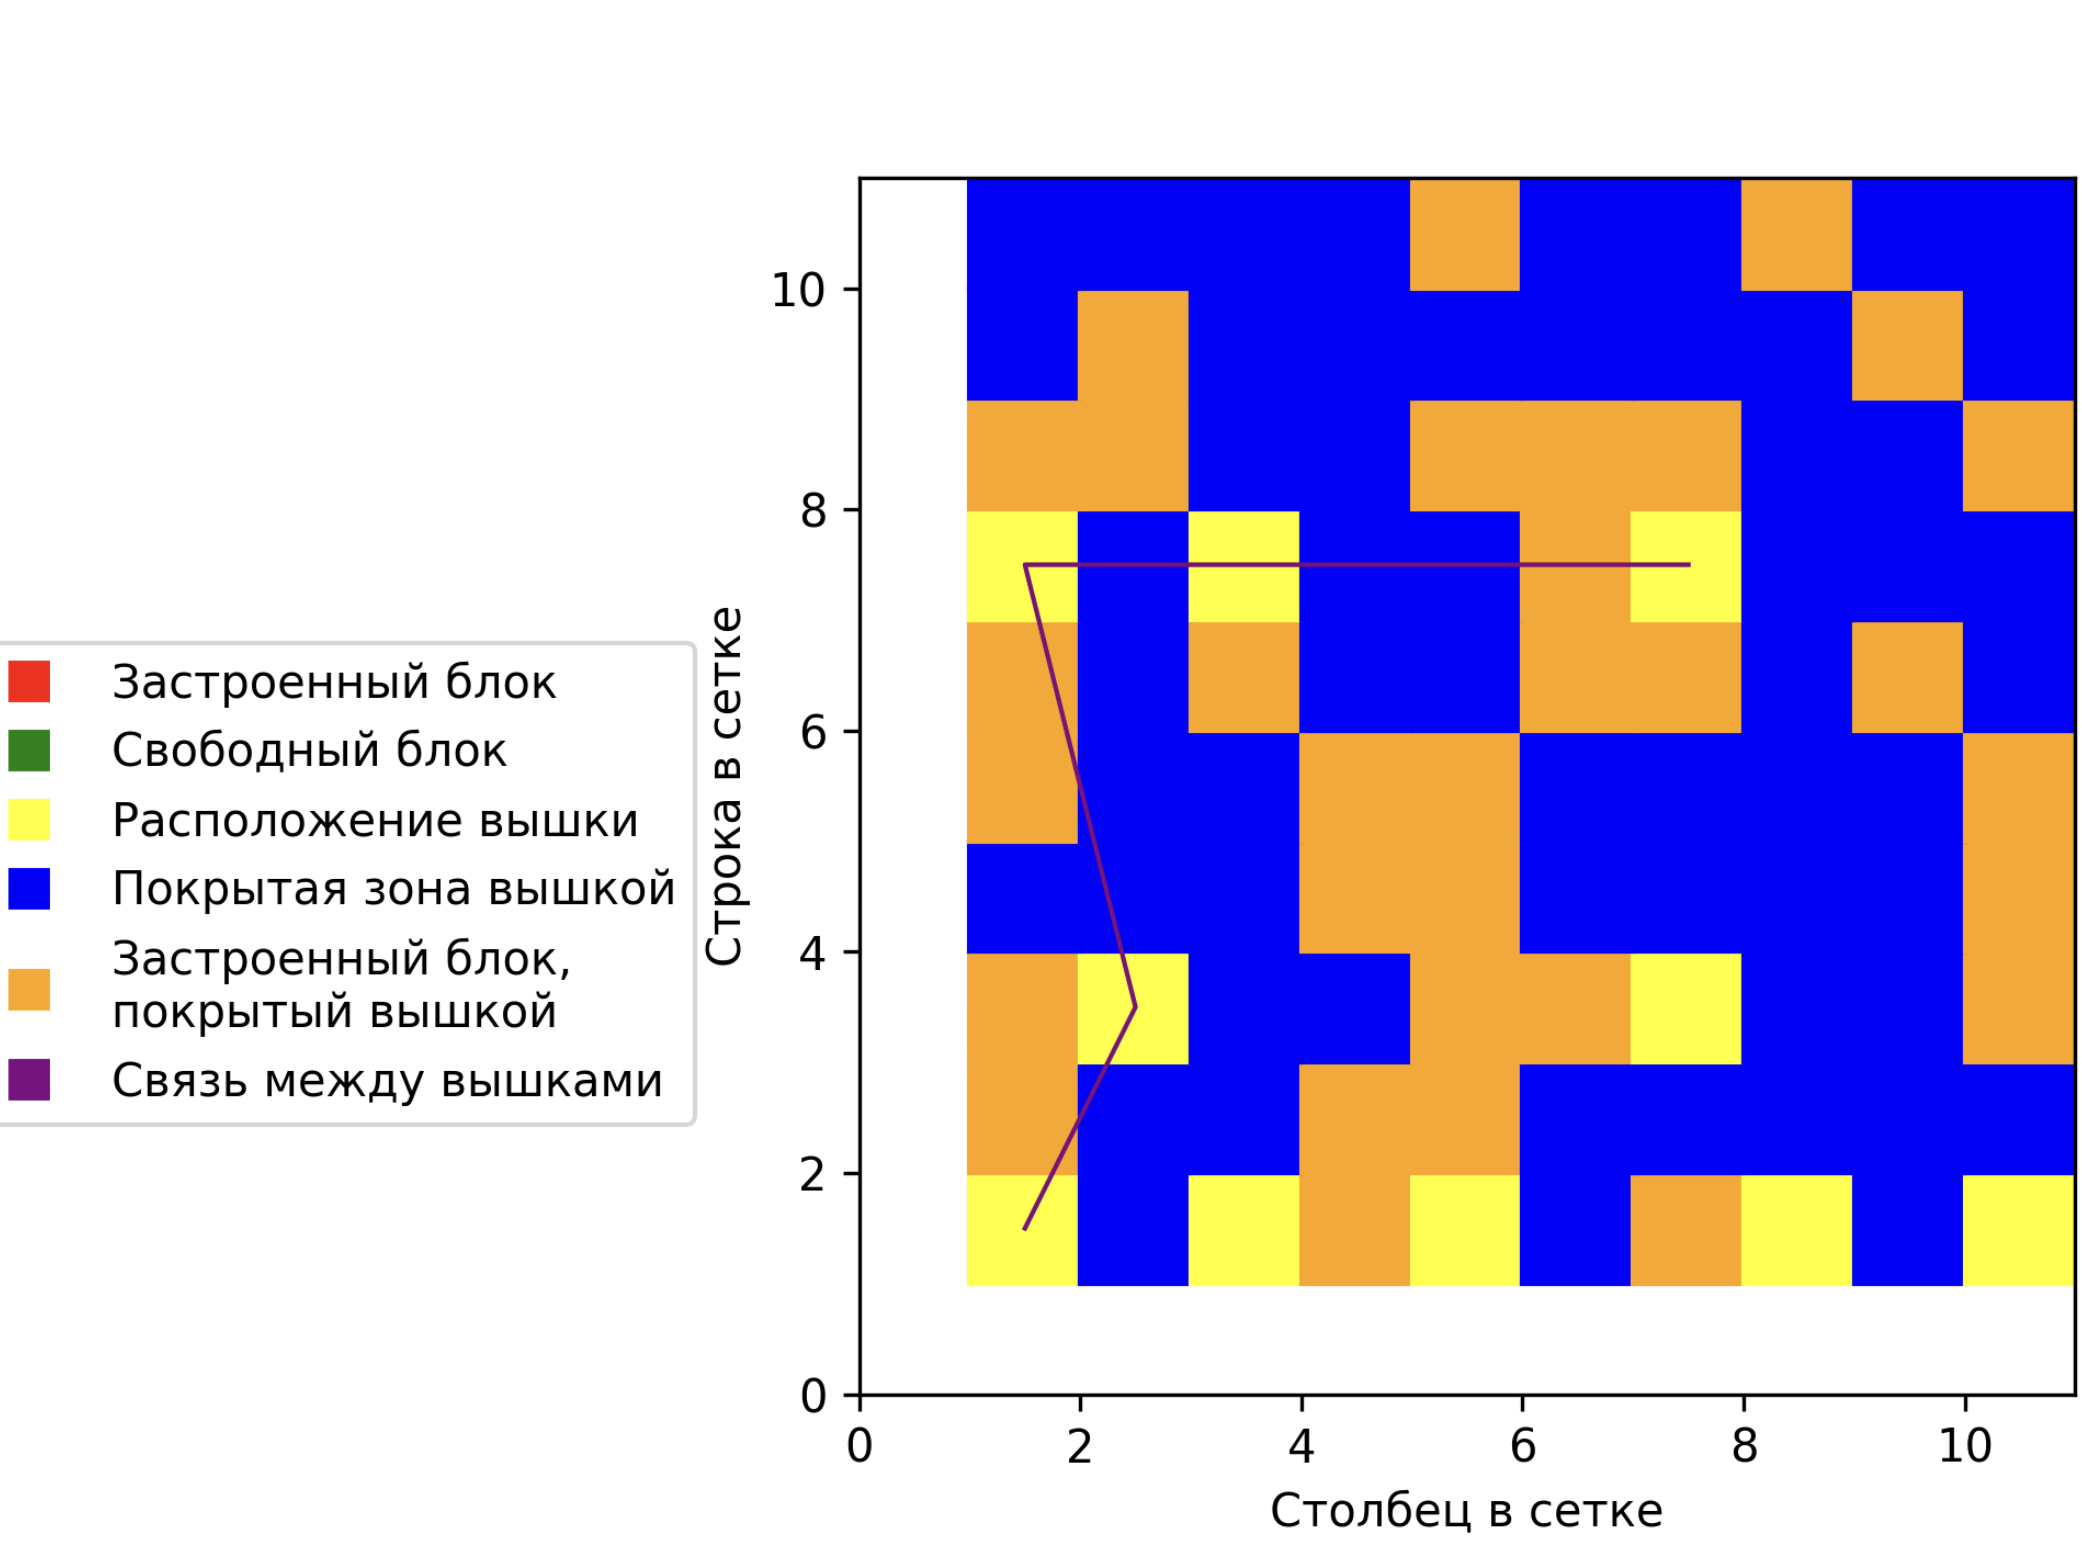 Застроенный блок
Свободный блок
Расположение вышки
Покрытая зона вышкой
Застроенный блок,
покрытый вышкой
Связь между вышками
Строка в сетке
10
8
6
4
2
0
0 2 4 6 8 10
Столбец в сетке